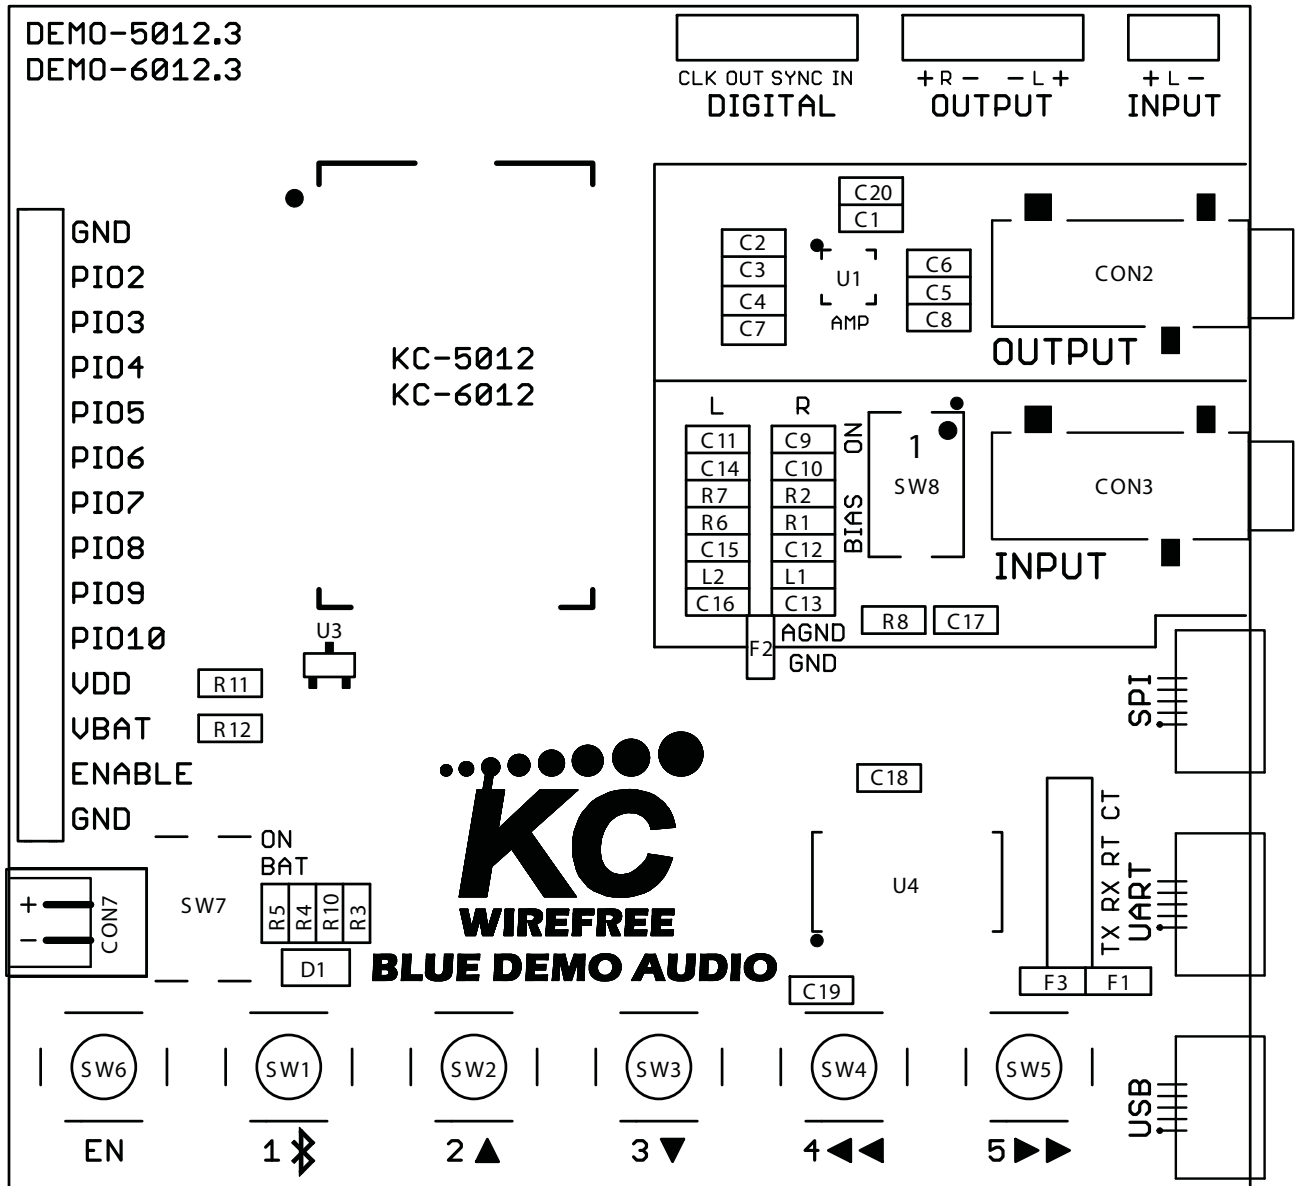 DEMO-5012.3
DEMO-6012.3
CLK OUT SYNC IN
DIGITAL
+ R − − L +
OUTPUT
+ L −
INPUT
GND
PIO2
PIO3
PIO4
PIO5
PIO6
PIO7
PIO8
PIO9
PIO10
VDD
VBAT
ENABLE
GND
KC-5012
KC-6012
C20
C1
C2
C3
C4
C7
U1
AMP
C6
C5
C8
CON2
OUTPUT
L
R
C11
C14
R7
R6
C15
L2
C16
C9
C10
R2
R1
C12
L1
C13
BIAS ON
1
SW8
CON3
INPUT
F2
AGND
GND
R8
C17
U3
R11
R12
SPI
C18
U4
C19
TX RX RT CT
UART
F3
F1
KC
WIREFREE
BLUE DEMO AUDIO
ON
BAT
+
−
CON7
SW7
R5
R4
R10
R3
D1
SW6
SW1
SW2
SW3
SW4
SW5
USB
EN
1
2 ▲
3 ▼
4 ◀◀
5 ▶▶